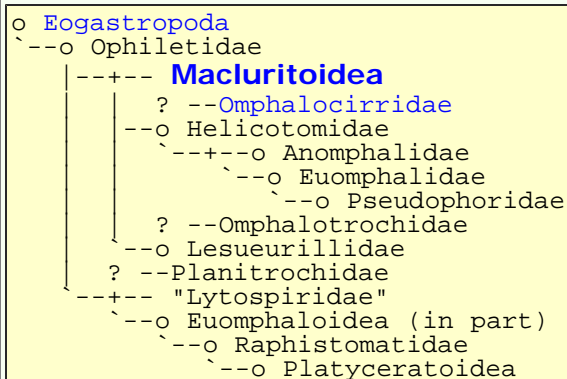 o Eogastropoda
`--o Ophiletidae
   |--+-- Macluritoidea
   |  |  ? --Omphalocirridae
   |  |--o Helicotomidae
   |  |  `--+--o Anomphalidae
   |  |     `--o Euomphalidae
   |  |        `--o Pseudophoridae
   |  |  ? --Omphalotrochidae
   |  `--o Lesueurillidae
   |  ? --Planitrochidae
   `--+-- "Lytospiridae"
      `--o Euomphaloidea (in part)
         `--o Raphistomatidae
            `--o Platyceratoidea